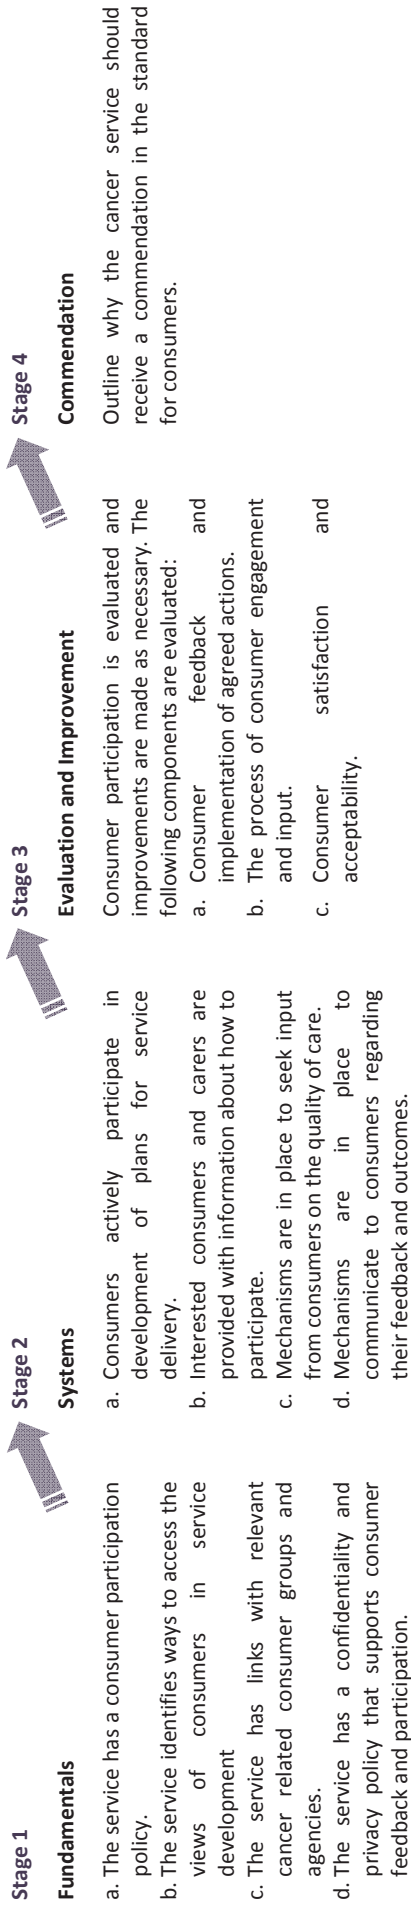 Stage 1
Fundamentals
a. The service has a consumer participation
policy.
b. The service identifies ways to access the
views of consumers in service
development
c. The service has links with relevant
cancer related consumer groups and
agencies.
d. The service has a confidentiality and
privacy policy that supports consumer
feedback and participation.
Stage 2
Systems
a. Consumers actively participate in
development of plans for service
delivery.
b. Interested consumers and carers are
provided with information about how to
participate.
c. Mechanisms are in place to seek input
from consumers on the quality of care.
d. Mechanisms are in place to
communicate to consumers regarding
their feedback and outcomes.
Stage 3
Evaluation and Improvement
Consumer participation is evaluated and
improvements are made as necessary. The
following components are evaluated:
a. Consumer feedback and
implementation of agreed actions.
b. The process of consumer engagement
and input.
c. Consumer satisfaction and
acceptability.
Stage 4
Commendation
Outline why the cancer service should
receive a commendation in the standard
for consumers.